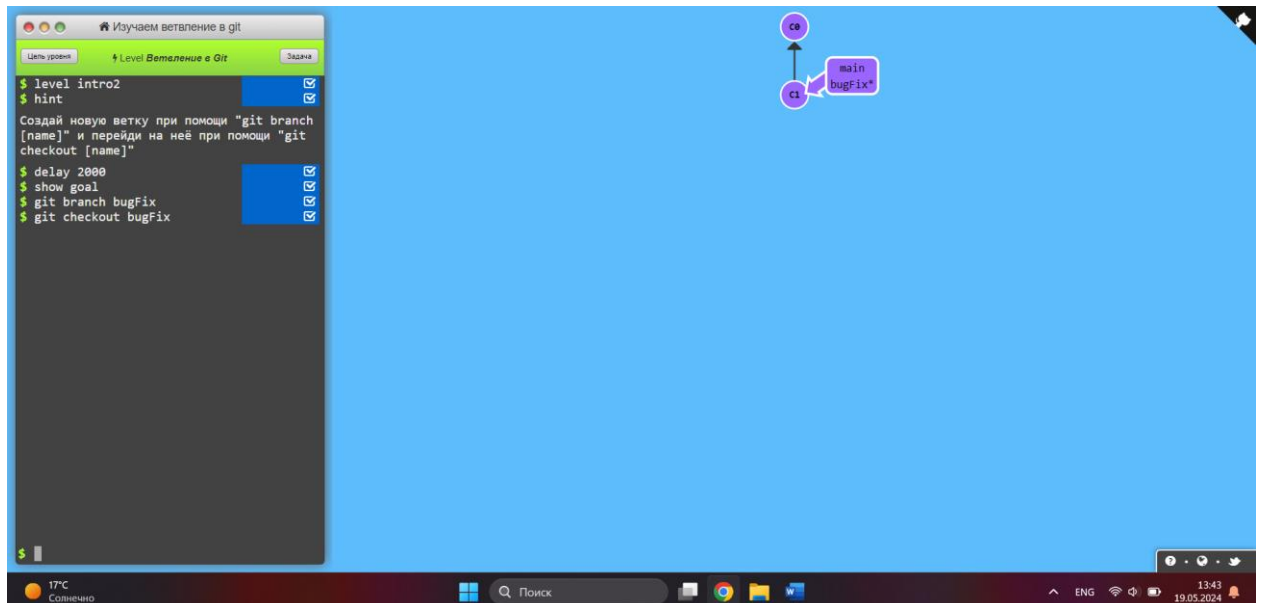 Изучаем ветвление в git
Цель уровня
Level Ветвление в Git
Задача
$ level intro2
$ hint
Создай новую ветку при помощи "git branch
[name]" и перейди на неё при помощи "git
checkout [name]"
$ delay 2000
$ show goal
$ git branch bugFix
$ git checkout bugFix
$
c0
c1
main
bugFix*
17°C
Солнечно
Поиск
ENG
13:43
19.05.2024